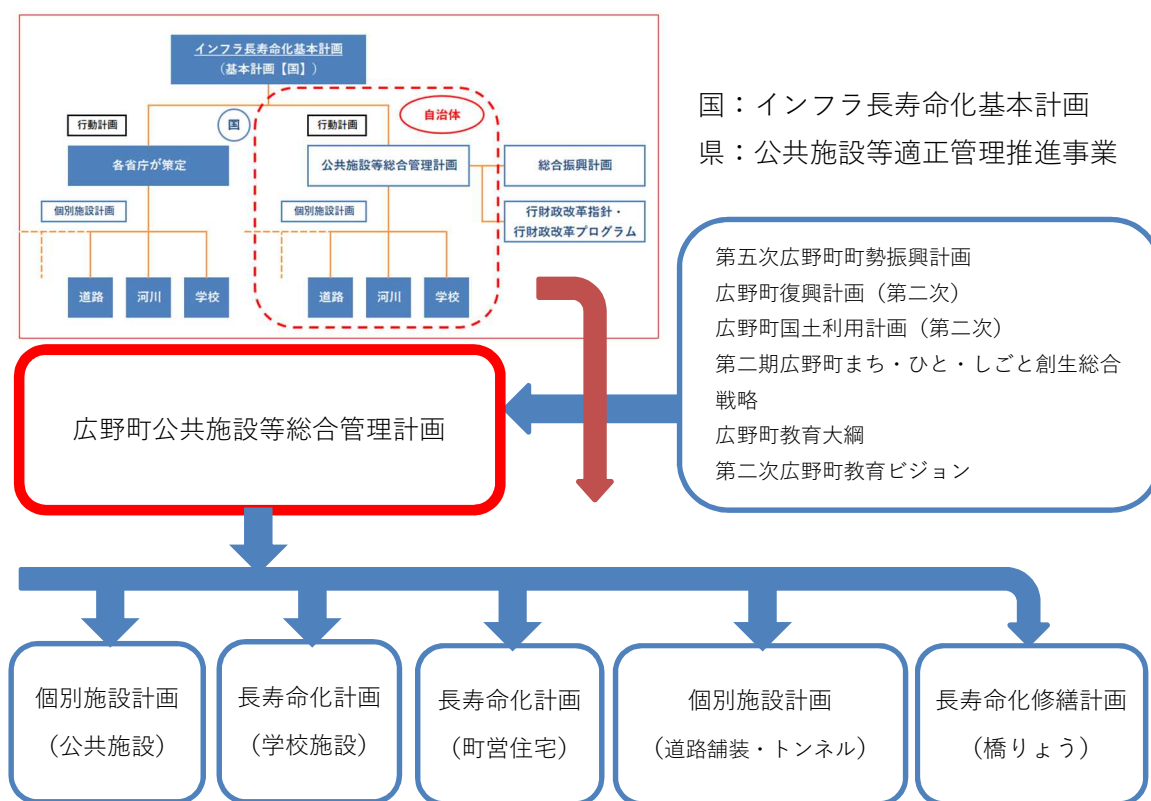 インフラ長寿命化基本計画
（基本計画【国】）
行動計画
国
行動計画
自治体
各省庁が策定
公共施設等総合管理計画
総合振興計画
個別施設計画
個別施設計画
行財政改革指針・
行財政改革プログラム
道路
河川
学校
道路
河川
学校
国：インフラ長寿命化基本計画
県：公共施設等適正管理推進事業
第五次広野町町勢振興計画
広野町復興計画（第二次）
広野町国土利用計画（第二次）
第二期広野町まち・ひと・しごと創生総合
戦略
広野町教育大綱
第二次広野町教育ビジョン
広野町公共施設等総合管理計画
個別施設計画
（公共施設）
長寿命化計画
（学校施設）
長寿命化計画
（町営住宅）
個別施設計画
（道路舗装・トンネル）
長寿命化修繕計画
（橋りょう）